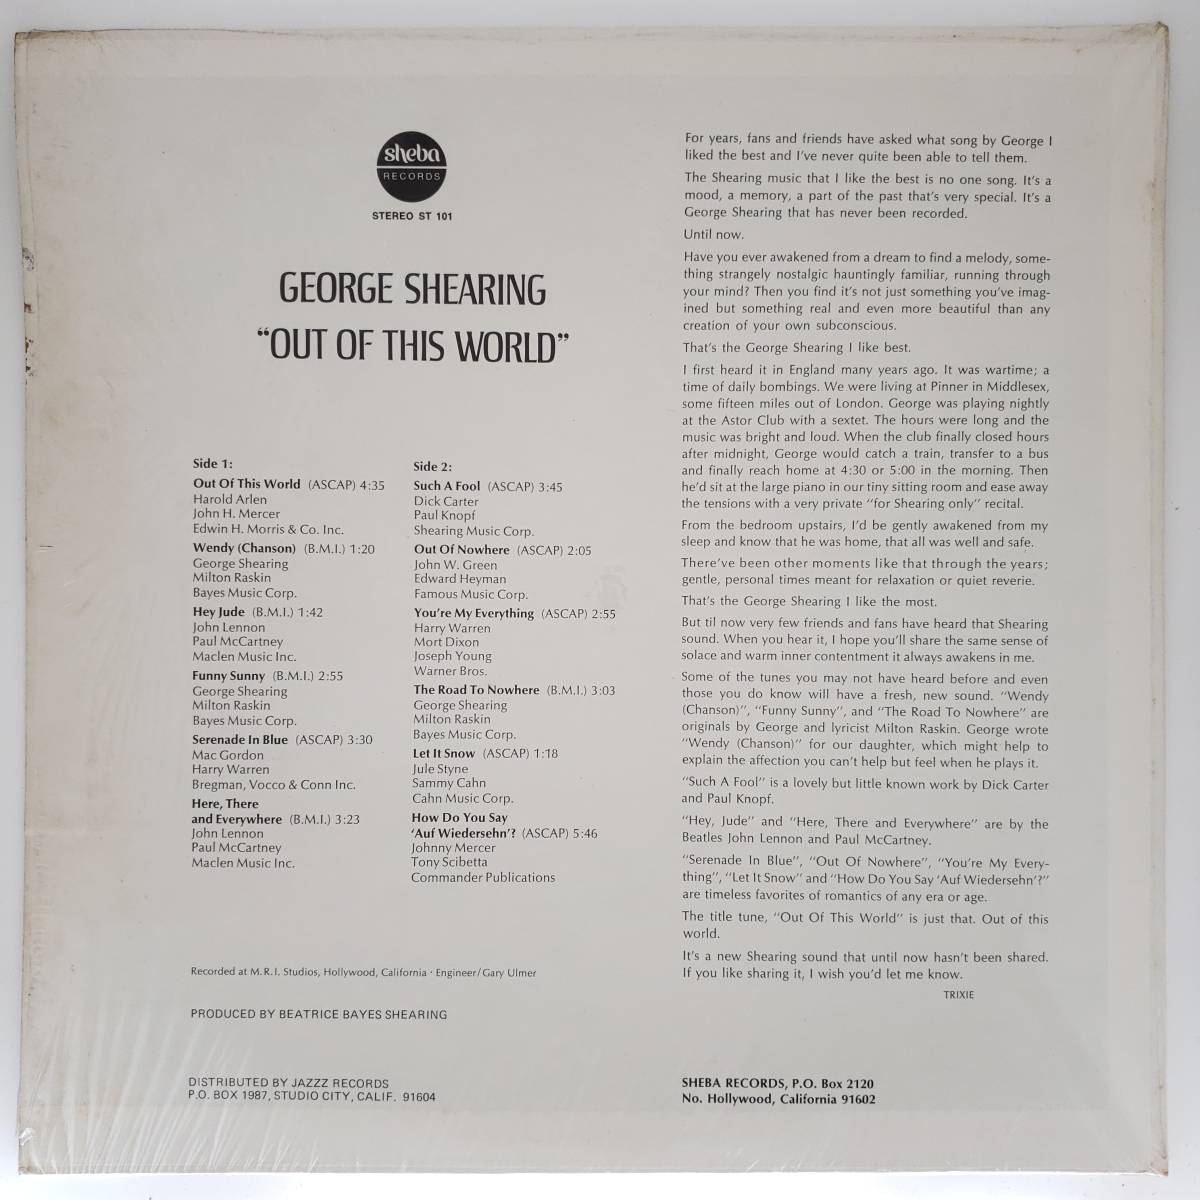 sheba
RECORDS
STEREO ST 101
GEORGE SHEARING
“OUT OF THIS WORLD”
Side 1:
Out Of This World (ASCAP) 4:35
Harold Arlen
John H. Mercer
Edwin H. Morris & Co. Inc.
Wendy (Chanson) (B.M.I.) 1:20
George Shearing
Milton Raskin
Bayes Music Corp.
Hey Jude (B.M.I.) 1:42
John Lennon
Paul McCartney
Maclen Music Inc.
Funny Sunny (B.M.I.) 2:55
George Shearing
Milton Raskin
Bayes Music Corp.
Serenade In Blue (ASCAP) 3:30
Mac Gordon
Harry Warren
Bregman, Vocco & Conn Inc.
Here, There
and Everywhere (B.M.I.) 3:23
John Lennon
Paul McCartney
Maclen Music Inc.
Side 2:
Such A Fool (ASCAP) 3:45
Dick Carter
Paul Knopf
Shearing Music Corp.
Out Of Nowhere (ASCAP) 2:05
John W. Green
Edward Heyman
Famous Music Corp.
You're My Everything (ASCAP) 2:55
Harry Warren
Mort Dixon
Joseph Young
Warner Bros.
The Road To Nowhere (B.M.I.) 3:03
George Shearing
Milton Raskin
Bayes Music Corp.
Let It Snow (ASCAP) 1:18
Jule Styne
Sammy Cahn
Cahn Music Corp.
How Do You Say
‘Auf Wiedersehn’? (ASCAP) 5:46
Johnny Mercer
Tony Scibetta
Commander Publications
Recorded at M.R.I. Studios, Hollywood, California · Engineer/Gary Ulmer
PRODUCED BY BEATRICE BAYES SHEARING
DISTRIBUTED BY JAZZZ RECORDS
P.O. BOX 1987, STUDIO CITY, CALIF. 91604
For years, fans and friends have asked what song by George I
liked the best and I've never quite been able to tell them.
The Shearing music that I like the best is no one song. It's a
mood, a memory, a part of the past that's very special. It's a
George Shearing that has never been recorded.
Until now.
Have you ever awakened from a dream to find a melody, some-
thing strangely nostalgic hauntingly familiar, running through
your mind? Then you find it's not just something you've imag-
ined but something real and even more beautiful than any
creation of your own subconscious.
That's the George Shearing I like best.
I first heard it in England many years ago. It was wartime; a
time of daily bombings. We were living at Pinner in Middlesex,
some fifteen miles out of London. George was playing nightly
at the Astor Club with a sextet. The hours were long and the
music was bright and loud. When the club finally closed hours
after midnight, George would catch a train, transfer to a bus
and finally reach home at 4:30 or 5:00 in the morning. Then
he'd sit at the large piano in our tiny sitting room and ease away
the tensions with a very private “for Shearing only” recital.
From the bedroom upstairs, I'd be gently awakened from my
sleep and know that he was home, that all was well and safe.
There've been other moments like that through the years;
gentle, personal times meant for relaxation or quiet reverie.
That's the George Shearing I like the most.
But til now very few friends and fans have heard that Shearing
sound. When you hear it, I hope you'll share the same sense of
solace and warm inner contentment it always awakens in me.
Some of the tunes you may not have heard before and even
those you do know will have a fresh, new sound. “Wendy
(Chanson)”, “Funny Sunny”, and “The Road To Nowhere” are
originals by George and lyricist Milton Raskin. George wrote
“Wendy (Chanson)” for our daughter, which might help to
explain the affection you can't help but feel when he plays it.
“Such A Fool” is a lovely but little known work by Dick Carter
and Paul Knopf.
“Hey, Jude” and “Here, There and Everywhere” are by the
Beatles John Lennon and Paul McCartney.
“Serenade In Blue”, “Out Of Nowhere”, “You're My Every-
thing”, “Let It Snow” and “How Do You Say ‘Auf Wiedersehn’?”
are timeless favorites of romantics of any era or age.
The title tune, “Out Of This World” is just that. Out of this
world.
It's a new Shearing sound that until now hasn't been shared.
If you like sharing it, I wish you'd let me know.
TRIXIE
SHEBA RECORDS, P.O. Box 2120
No. Hollywood, California 91602